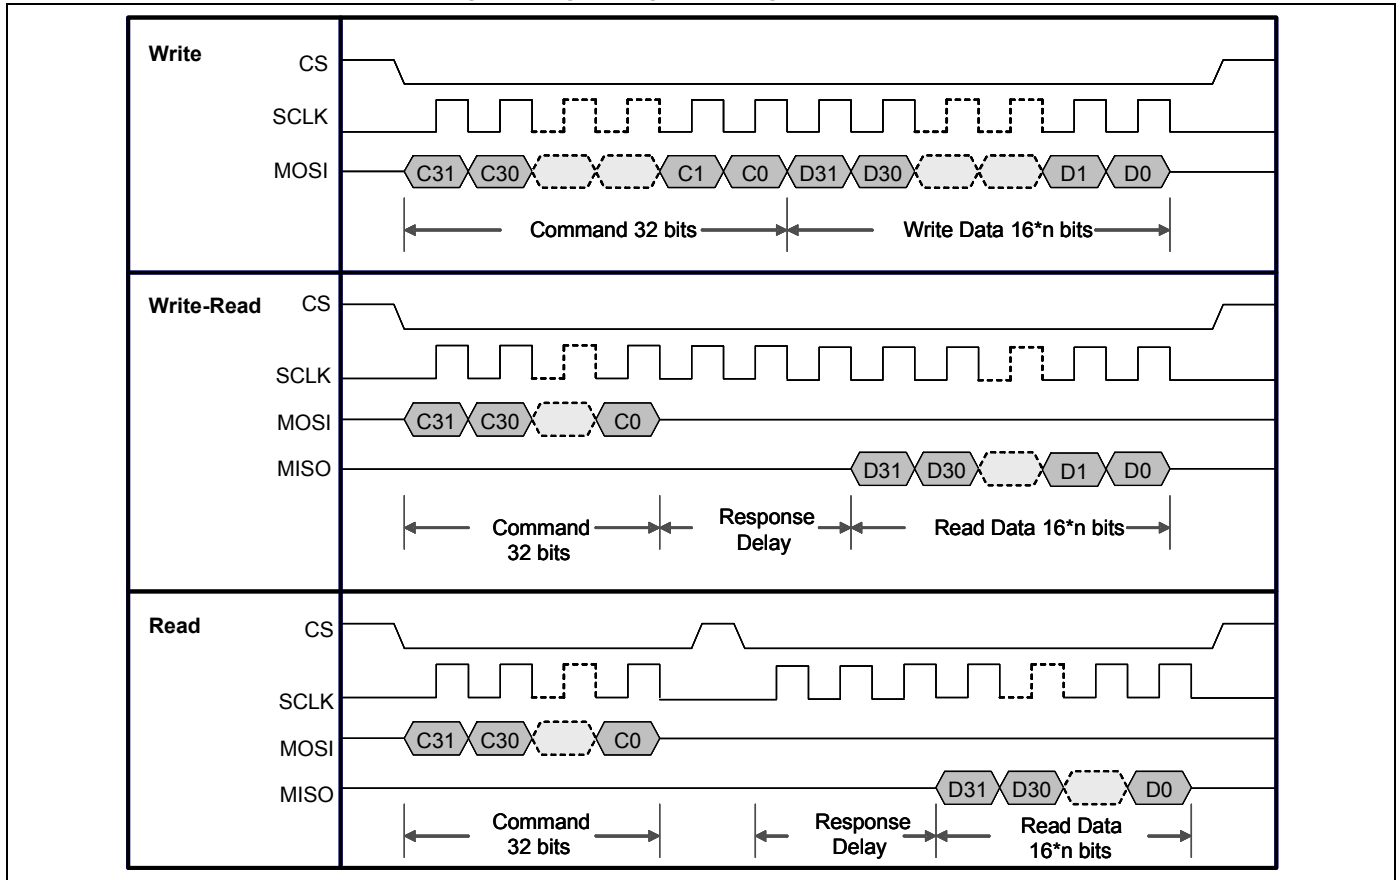 Write
CS
SCLK
MOSI
C31 C30 C1 C0 D31 D30 D1 D0
Command 32 bits
Write Data 16*n bits
Write-Read
CS
SCLK
MOSI
C31 C30 C0
MISO
D31 D30 D1 D0
Command
32 bits
Response
Delay
Read Data 16*n bits
Read
CS
SCLK
MOSI
C31 C30 C0
MISO
D31 D30 D0
Command
32 bits
Response
Delay
Read Data
16*n bits